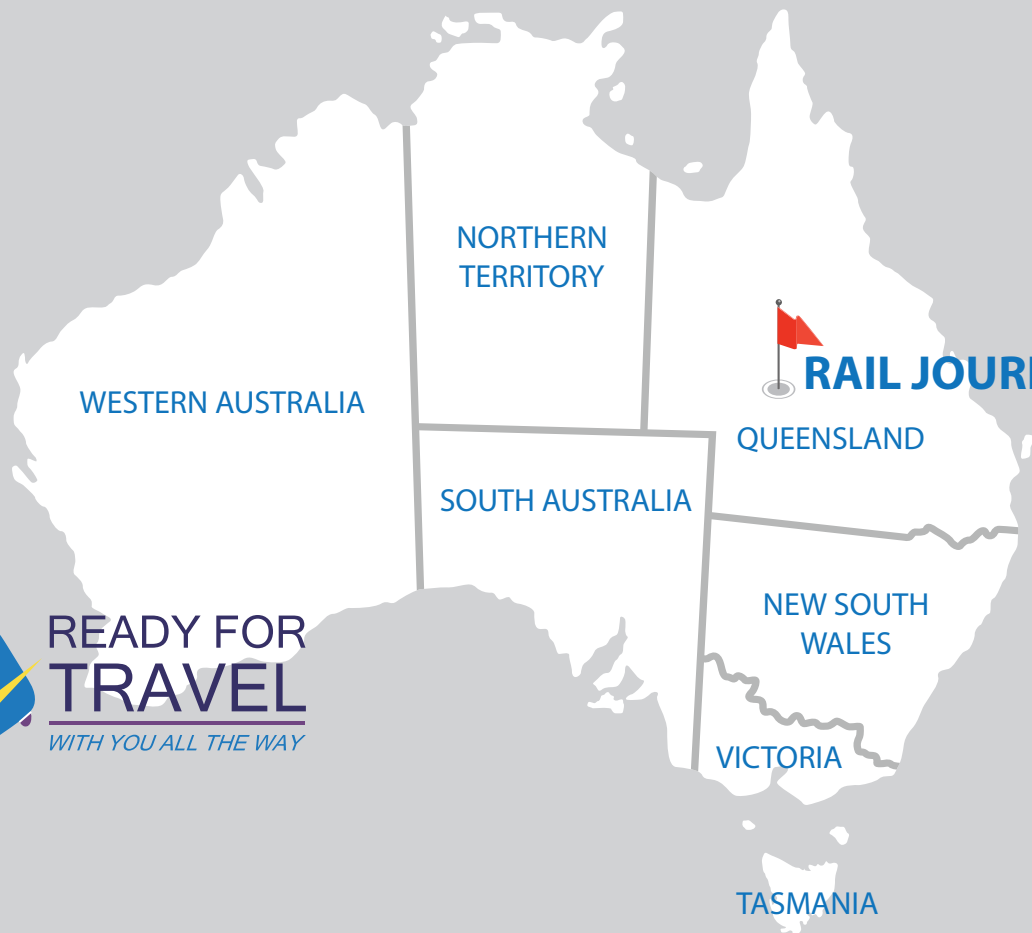 NORTHERN
TERRITORY
RAIL JOUR
WESTERN AUSTRALIA
QUEENSLAND
SOUTH AUSTRALIA
NEW SOUTH
WALES
READY FOR
TRAVEL
WITH YOU ALL THE WAY
VICTORIA
TASMANIA